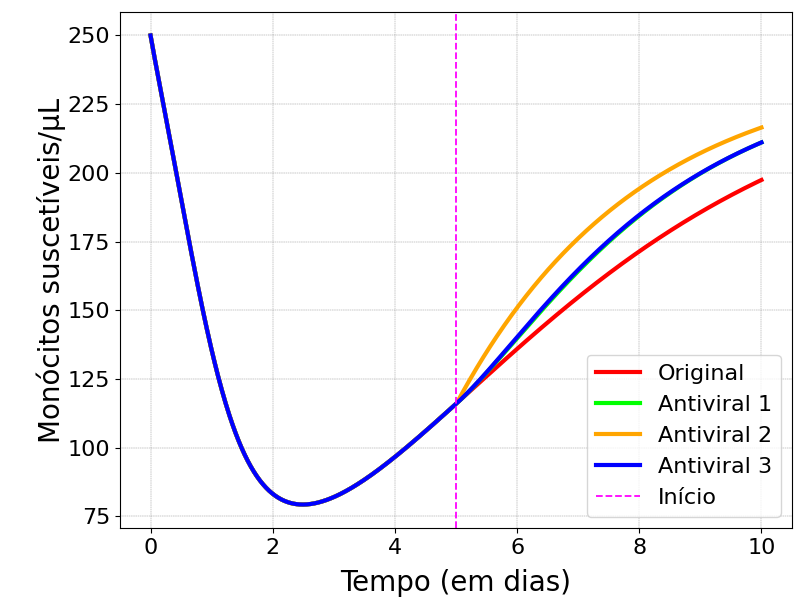 250
225
200
175
150
125
100
75
Monócitos suscetíveis/μL
0 2 4 6 8 10
Tempo (em dias)
Original
Antiviral 1
Antiviral 2
Antiviral 3
Início